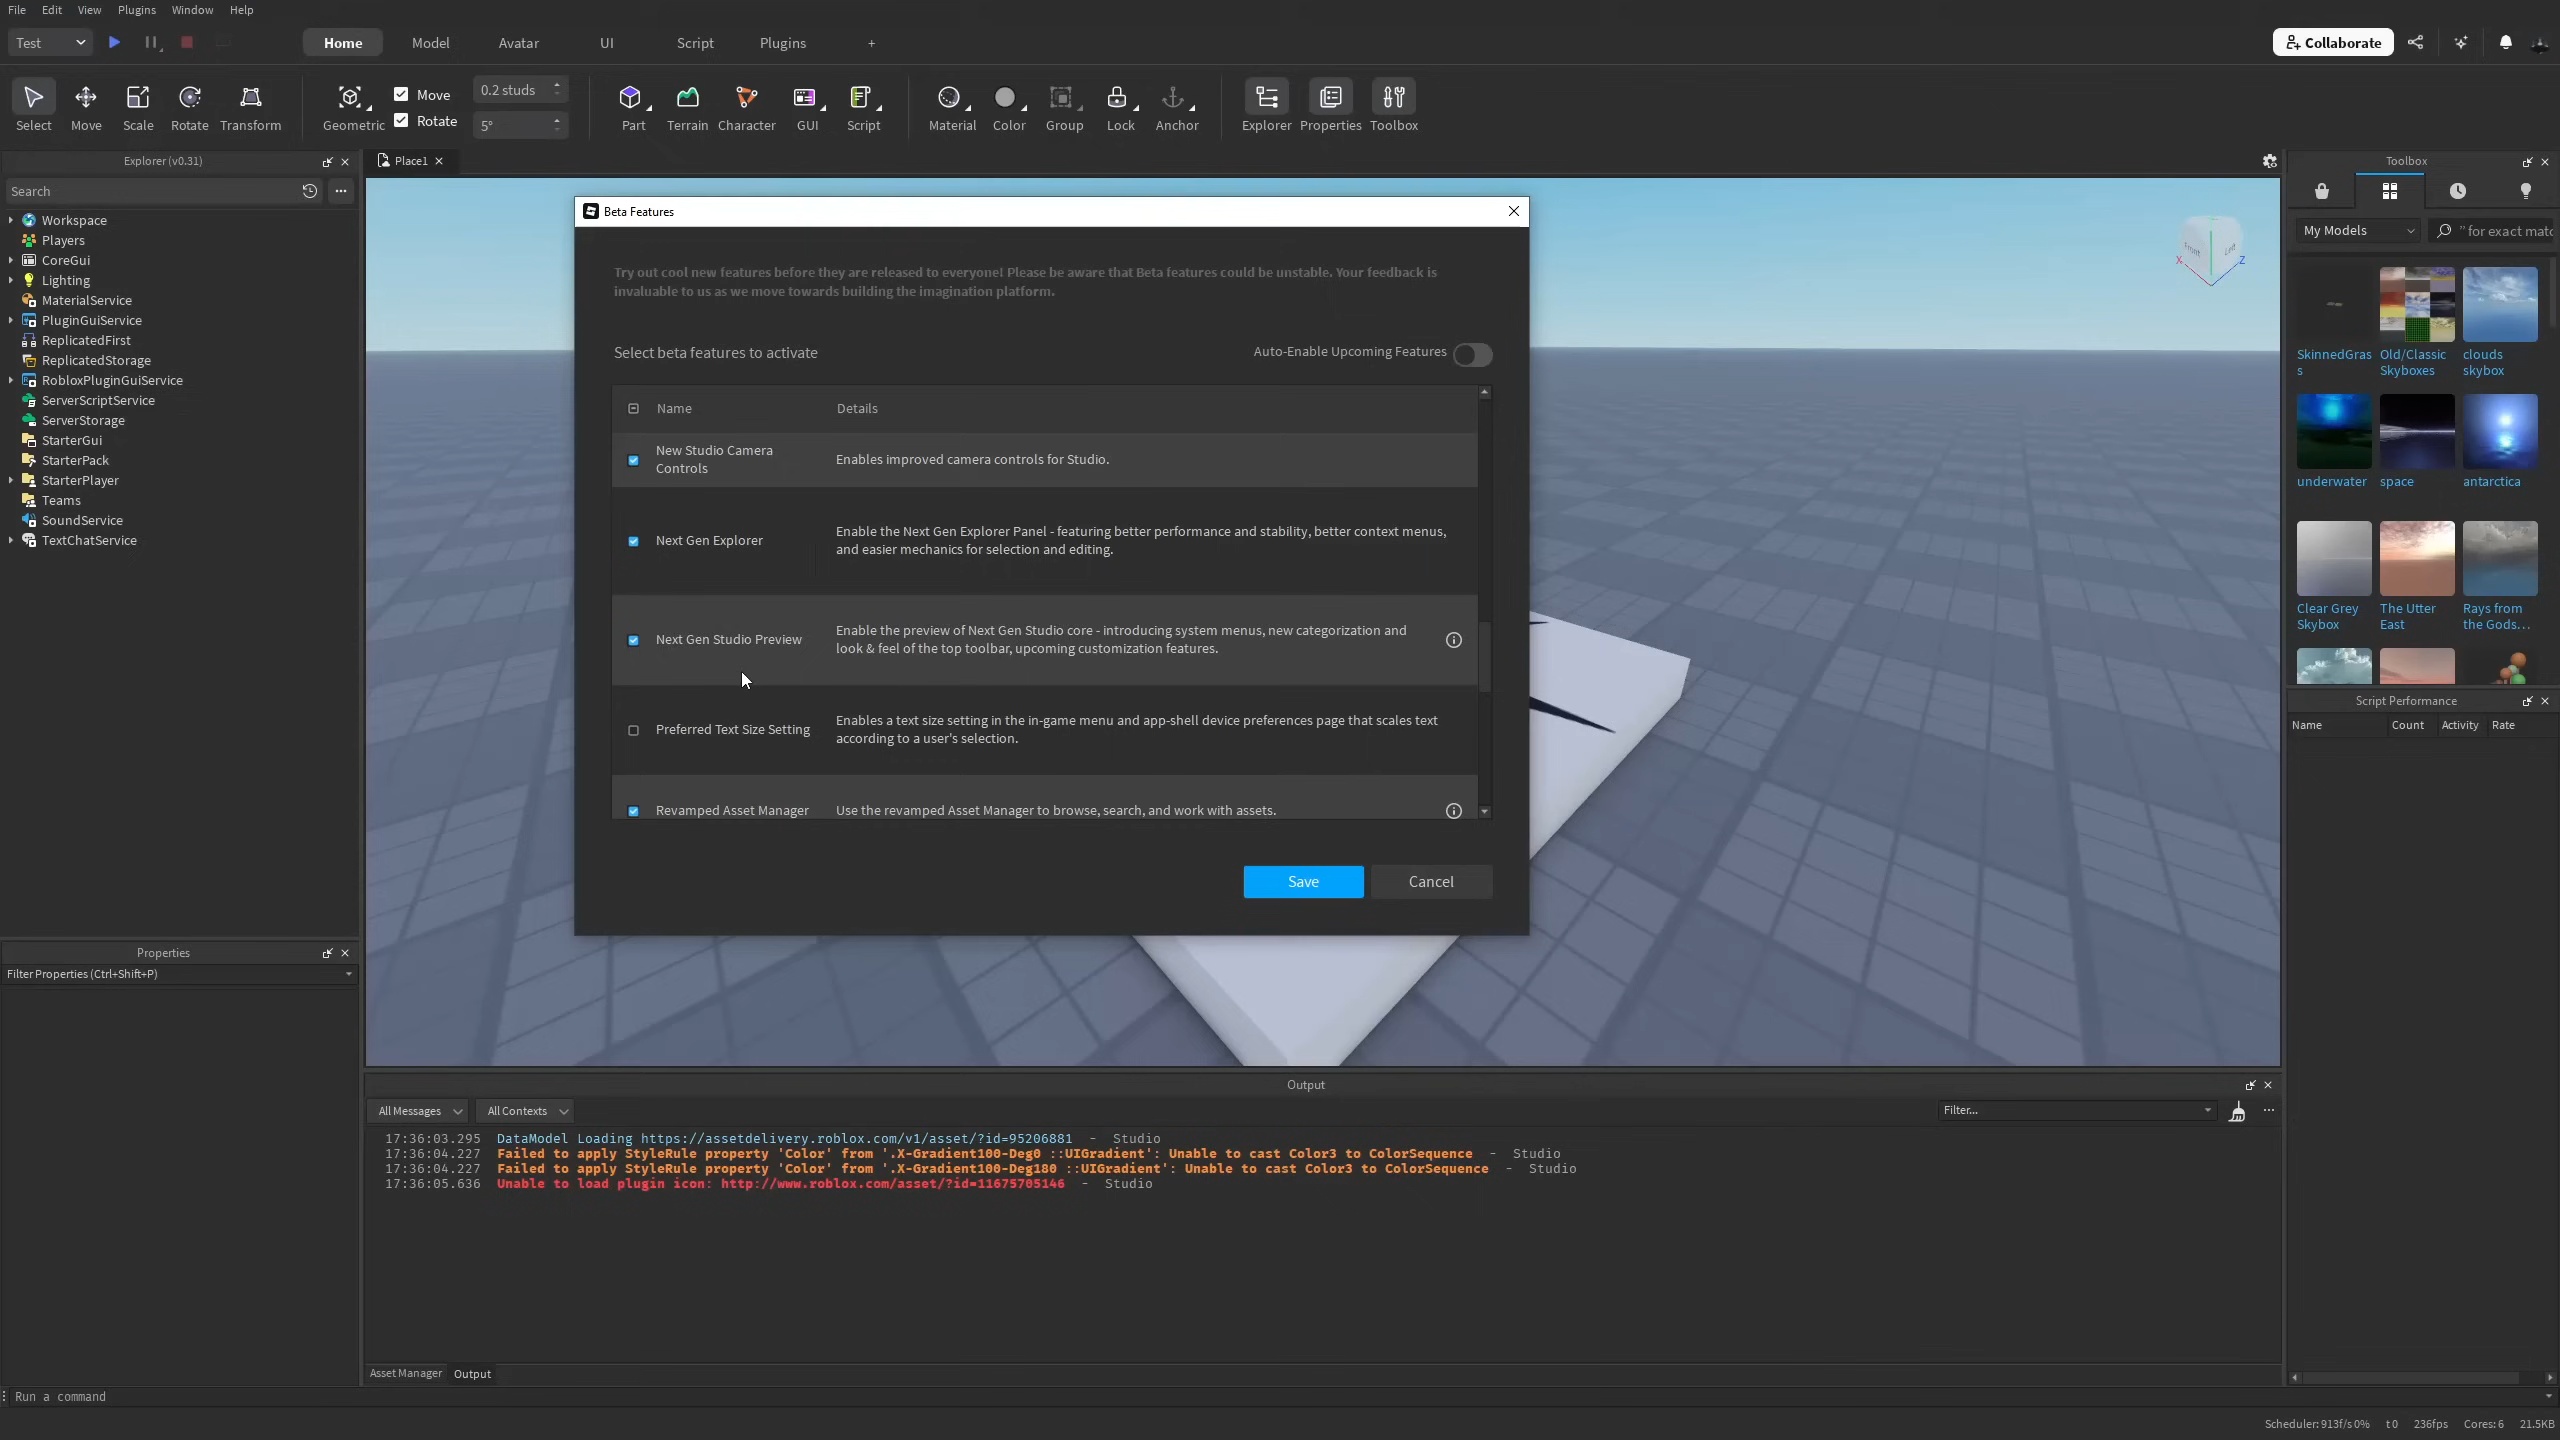 File Edit View Plugins Window Help
Test Home Model Avatar UI Script Plugins + Collaborate
Move 0.2 studs
Rotate 5°
Select Move Scale Rotate Transform Geometric Part Terrain Character GUI Script Material Color Group Lock Anchor Explorer Properties Toolbox
Explorer (v0.31)
Search
Workspace
Players
CoreGui
Lighting
MaterialService
PluginGuiService
ReplicatedFirst
ReplicatedStorage
RobloxPluginGuiService
ServerScriptService
ServerStorage
StarterGui
StarterPack
StarterPlayer
Teams
SoundService
TextChatService
Properties
Filter Properties (Ctrl+Shift+P)
Place1
Beta Features
Try out cool new features before they are released to everyone! Please be aware that Beta features could be unstable. Your feedback is
invaluable to us as we move towards building the imagination platform.
Select beta features to activate Auto-Enable Upcoming Features
Name Details
New Studio Camera
Controls
Enables improved camera controls for Studio.
Next Gen Explorer
Enable the Next Gen Explorer Panel - featuring better performance and stability, better context menus,
and easier mechanics for selection and editing.
Next Gen Studio Preview
Enable the preview of Next Gen Studio core - introducing system menus, new categorization and
look & feel of the top toolbar, upcoming customization features.
Preferred Text Size Setting
Enables a text size setting in the in-game menu and app-shell device preferences page that scales text
according to a user's selection.
Revamped Asset Manager Use the revamped Asset Manager to browse, search, and work with assets.
Save Cancel
Front Left
X Z
Toolbox
My Models " for exact matc
SkinnedGras
s
Old/Classic
Skyboxes
clouds
skybox
underwater space antarctica
Clear Grey
Skybox
The Utter
East
Rays from
the Gods...
Script Performance
Name Count Activity Rate
Output
All Messages All Contexts Filter...
17:36:03.295 DataModel Loading https://assetdelivery.roblox.com/v1/asset/?id=95206881 - Studio
17:36:04.227 Failed to apply StyleRule property 'Color' from '.X-Gradient100-Deg0 ::UIGradient': Unable to cast Color3 to ColorSequence - Studio
17:36:04.227 Failed to apply StyleRule property 'Color' from '.X-Gradient100-Deg180 ::UIGradient': Unable to cast Color3 to ColorSequence - Studio
17:36:05.636 Unable to load plugin icon: http://www.roblox.com/asset/?id=11675705146 - Studio
Asset Manager Output
Run a command
Scheduler: 913f/s 0% t 0 236fps Cores: 6 21.5KB